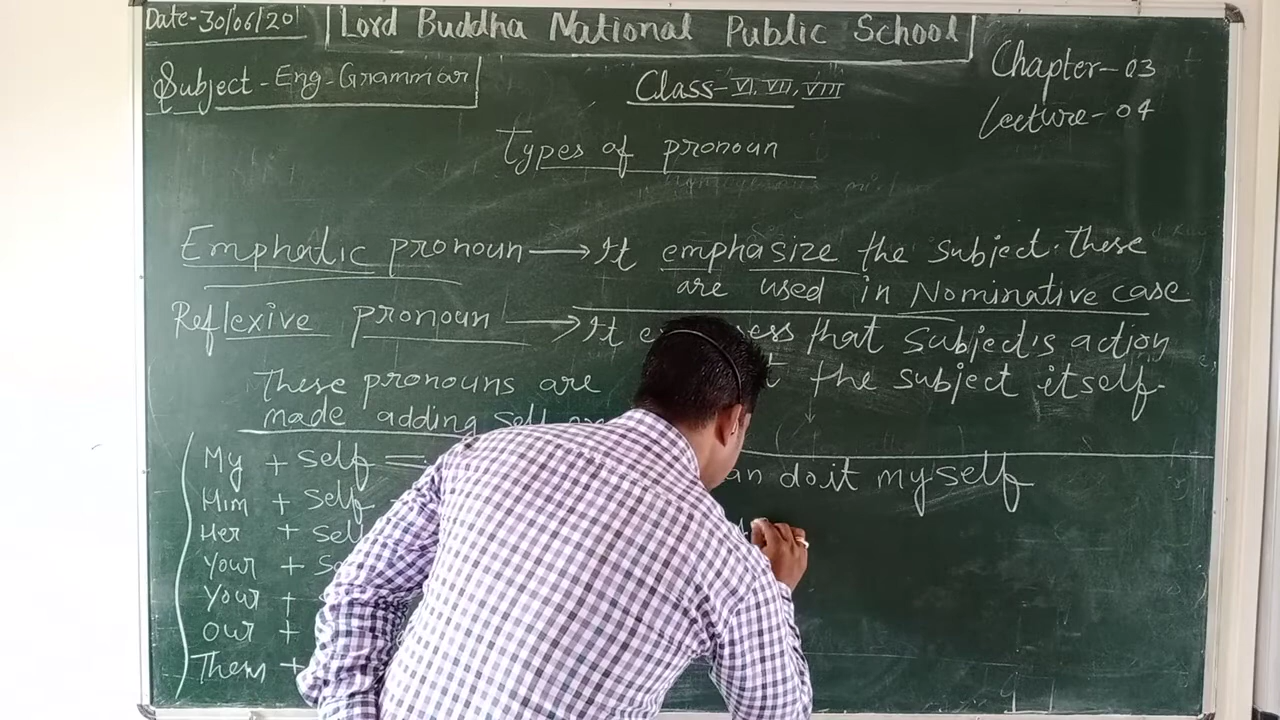 Date-30/06/20
Lord Buddha National Public School
Subject-Eng-Grammar
Class-VI, VII, VIII
Chapter-03
Lecture-04
Types of pronoun
Emphatic pronoun → It emphasize the subject. These
are used in Nominative case
Reflexive pronoun → It that Subject's action
the subject itself.
These pronouns are
made adding self
My + Self =
Him + Self
Her + Self
Your +
Your +
Our +
Them +
do it myself